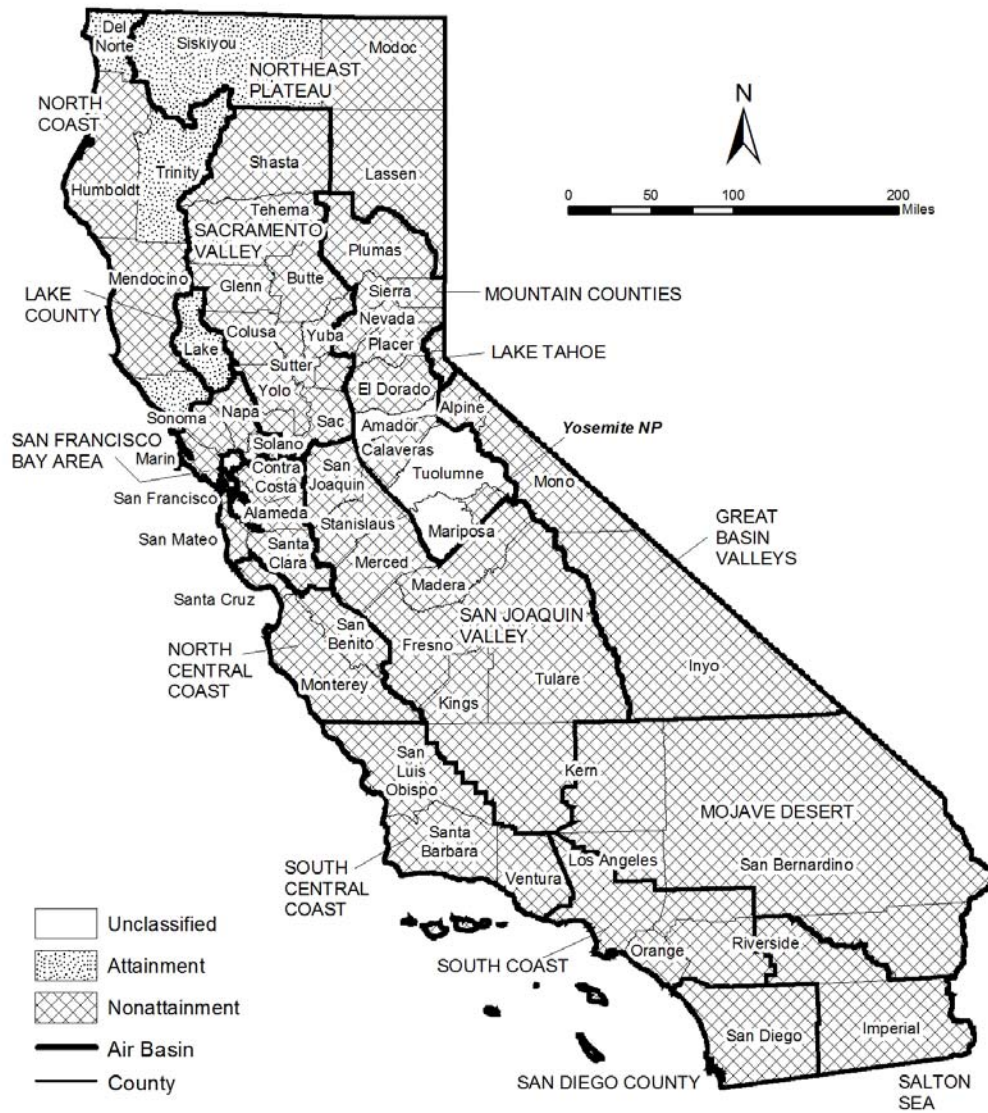 Del
Norte
Siskiyou
Modoc
NORTHEAST
PLATEAU
NORTH
COAST
N
Shasta
Trinity
Humboldt
Lassen
0 50 100 200
Miles
Tehema
SACRAMENTO
VALLEY
Plumas
Mendocino
Glenn
Butte
Sierra
MOUNTAIN COUNTIES
LAKE
COUNTY
Nevada
Colusa
Yuba
Placer
Lake
LAKE TAHOE
Sutter
Yolo
El Dorado
Napa
Alpine
Sonoma
Sac
Amador
Yosemite NP
SAN FRANCISCO
BAY AREA
Solano
Calaveras
Marin
Contra
Costa
San
Joaquin
Tuolumne
Mono
San Francisco
Alameda
GREAT
BASIN
VALLEYS
Stanislaus
Mariposa
San Mateo
Santa
Clara
Merced
Madera
Santa Cruz
San
Benito
SAN JOAQUIN
VALLEY
NORTH
CENTRAL
COAST
Fresno
Inyo
Monterey
Tulare
Kings
San
Luis
Obispo
Kern
MOJAVE DESERT
Santa
Barbara
Los Angeles
San Bernardino
SOUTH
CENTRAL
COAST
Ventura
Unclassified
Orange
Riverside
Attainment
SOUTH COAST
Nonattainment
San Diego
Imperial
Air Basin
County
SAN DIEGO COUNTY
SALTON
SEA